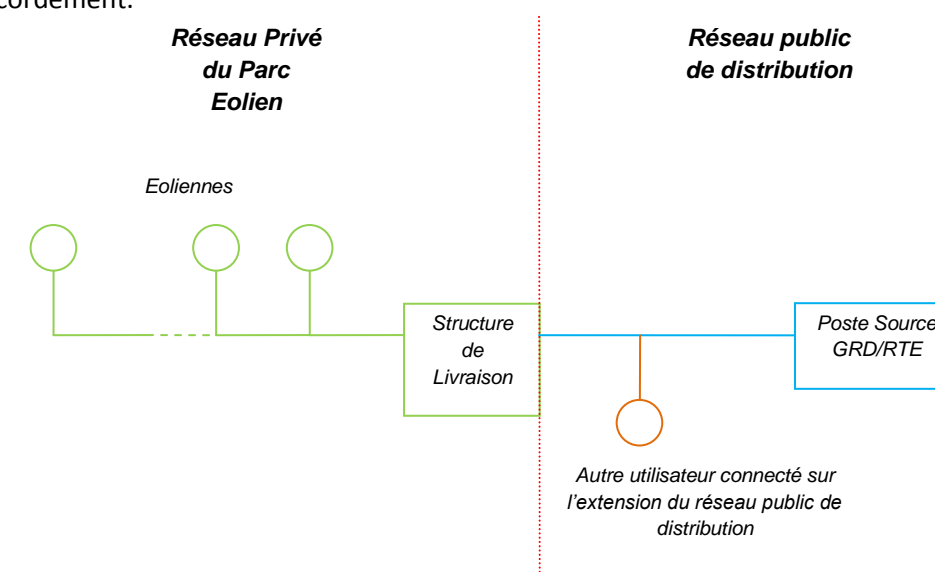 cordement.
Réseau Privé
du Parc
Eolien
Réseau public
de distribution
Eoliennes
Structure
de
Livraison
Poste Source
GRD/RTE
Autre utilisateur connecté sur
l'extension du réseau public de
distribution